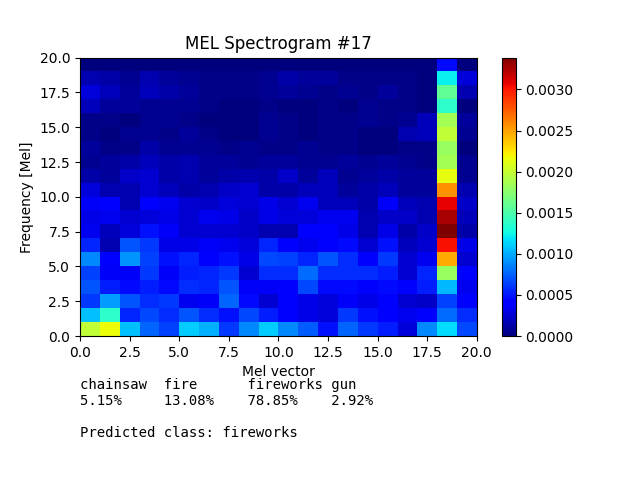 MEL Spectrogram #17
20.0
17.5
15.0
12.5
10.0
7.5
5.0
2.5
0.0
Frequency [Mel]
0.0 2.5 5.0 7.5 10.0 12.5 15.0 17.5 20.0
Mel vector
0.0030
0.0025
0.0020
0.0015
0.0010
0.0005
0.0000
chainsaw fire fireworks gun
5.15% 13.08% 78.85% 2.92%
Predicted class: fireworks